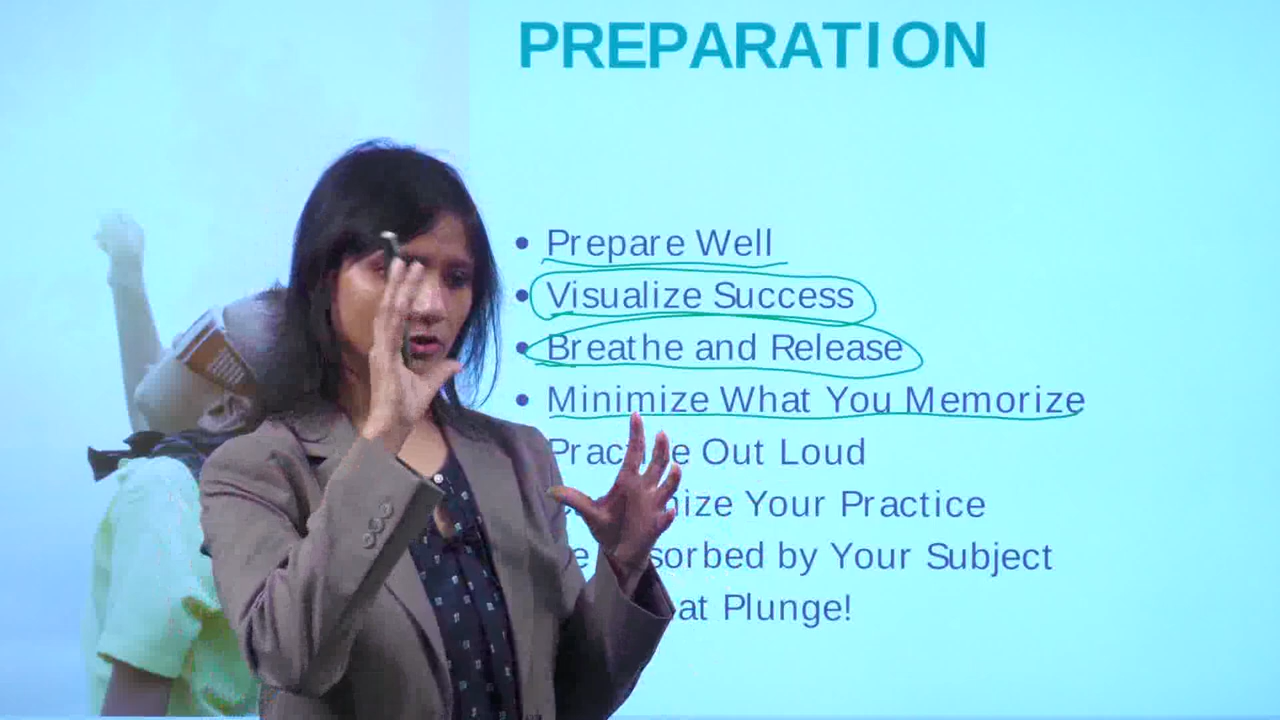 PREPARATION
• Prepare Well
• Visualize Success
• Breathe and Release
• Minimize What You Memorize
Out Loud
Your Practice
by Your Subject
Plunge!